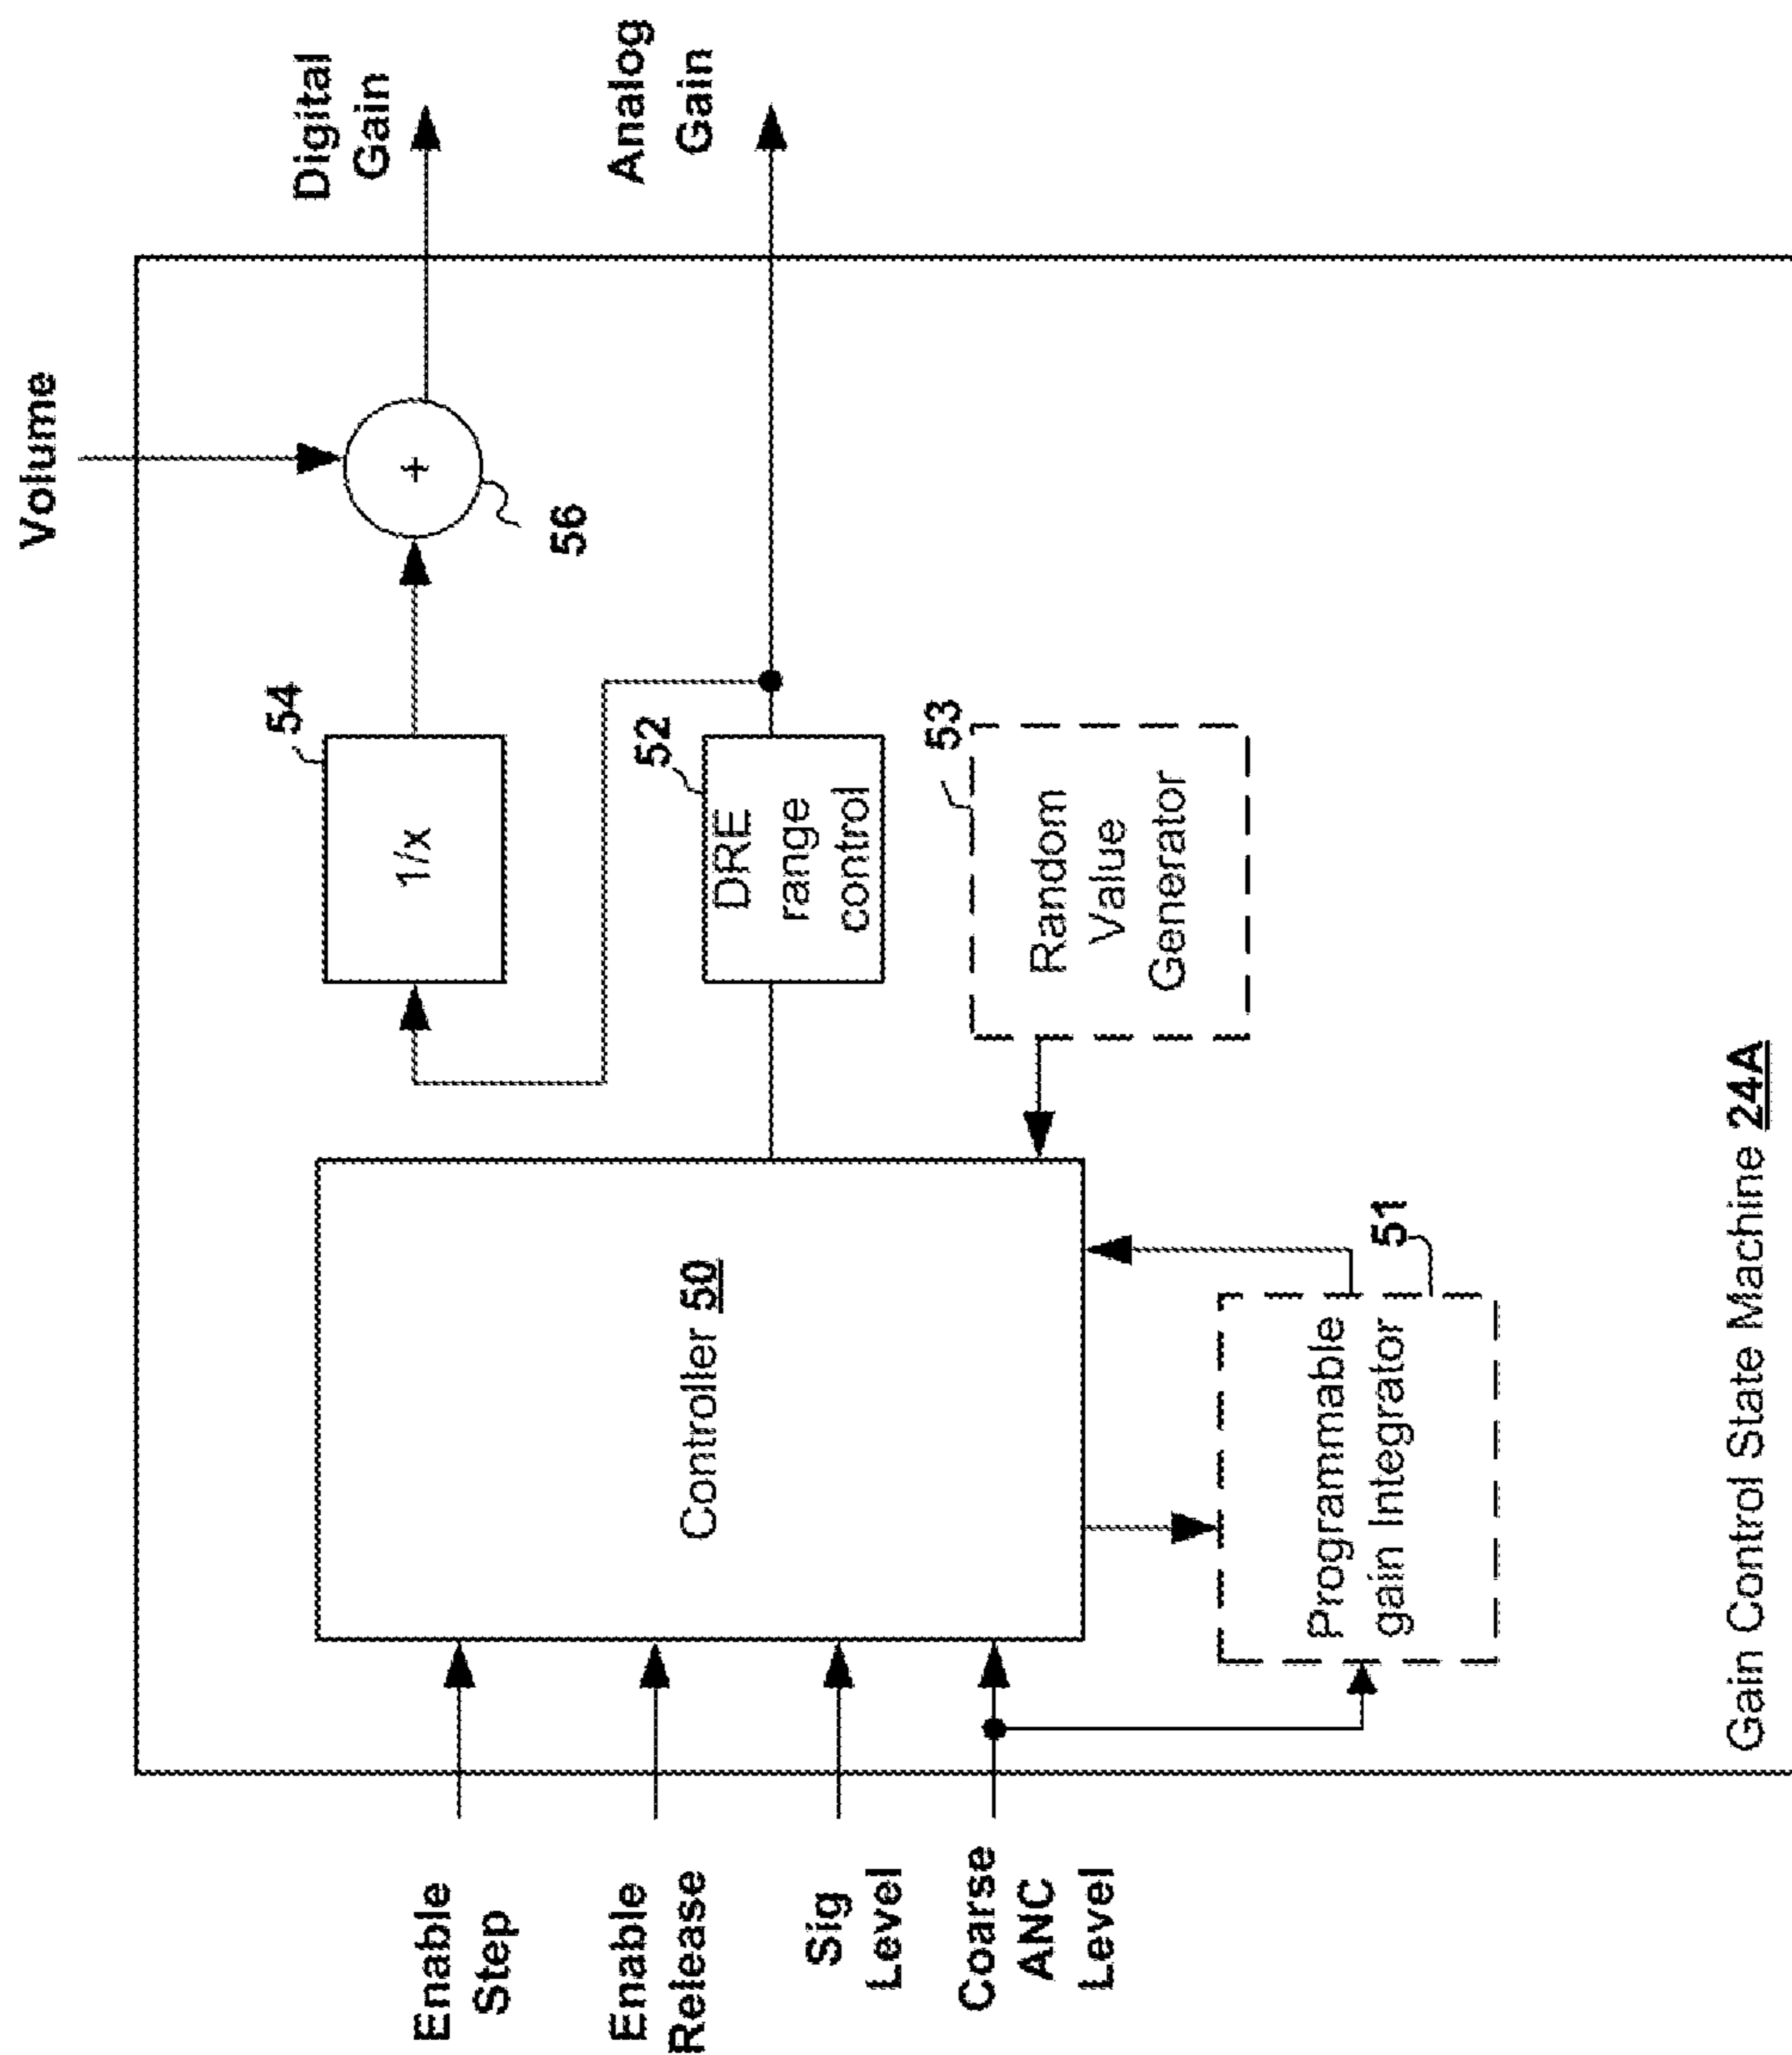 Volume
Digital
Gain
Analog
Gain
54
1/x
+
56
52
DRE
range
control
53
Random
Value
Generator
Controller 50
51
Programmable
gain Integrator
Enable
Step
Enable
Release
Sig
Level
Coarse
ANC
Level
Gain Control State Machine 24A